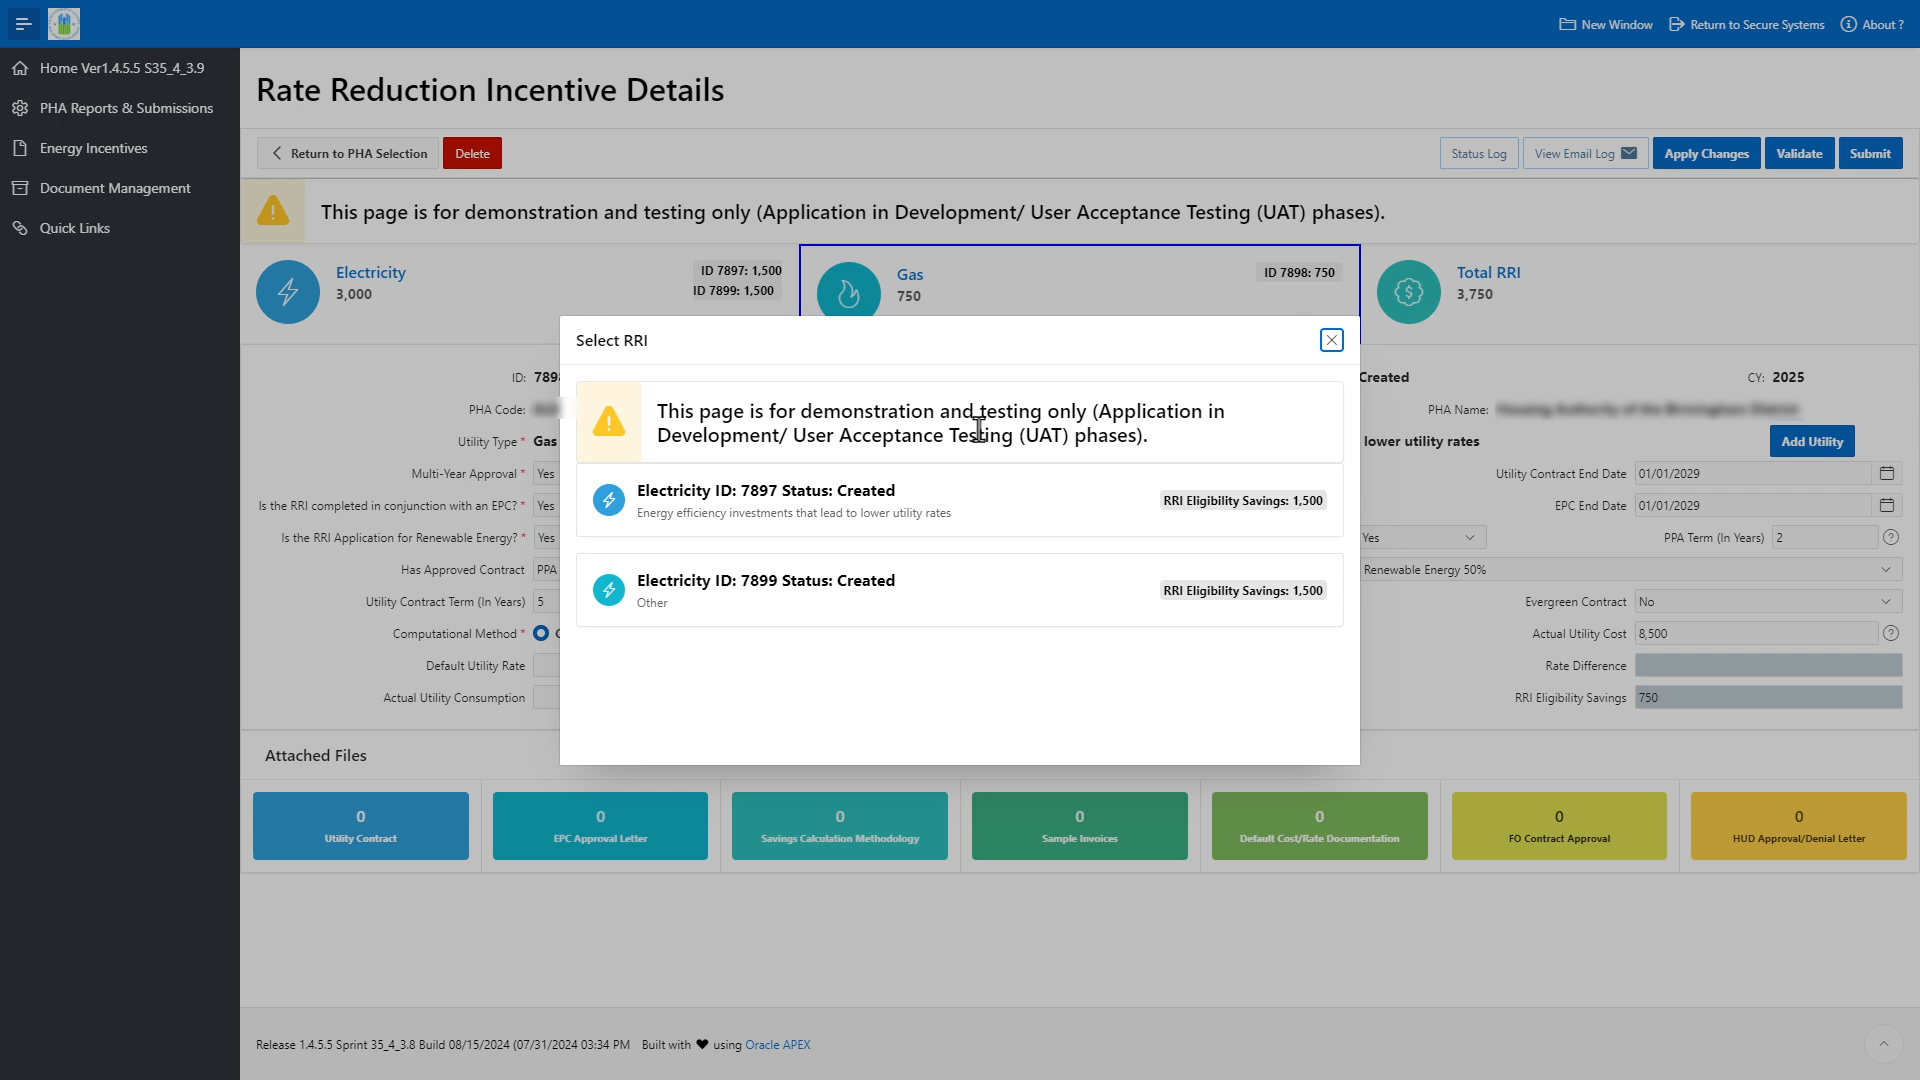 New Window
Return to Secure Systems
About ?
Home Ver1.4.5.5 S35_4_3.9
PHA Reports & Submissions
Energy Incentives
Document Management
Quick Links
Rate Reduction Incentive Details
Return to PHA Selection
Delete
Status Log
View Email Log
Apply Changes
Validate
Submit
This page is for demonstration and testing only (Application in Development/ User Acceptance Testing (UAT) phases).
Electricity
3,000
ID 7897: 1,500
ID 7899: 1,500
Gas
750
ID 7898: 750
Total RRI
3,750
Select RRI
This page is for demonstration and testing only (Application in
Development/ User Acceptance Testing (UAT) phases).
Electricity ID: 7897 Status: Created
Energy efficiency investments that lead to lower utility rates
RRI Eligibility Savings: 1,500
Electricity ID: 7899 Status: Created
Other
RRI Eligibility Savings: 1,500
ID:
Created
CY: 2025
PHA Code:
PHA Name:
Utility Type * Gas
lower utility rates
Add Utility
Multi-Year Approval * Yes
Utility Contract End Date 01/01/2029
Is the RRI completed in conjunction with an EPC? * Yes
EPC End Date 01/01/2029
Is the RRI Application for Renewable Energy? * Yes
Yes
PPA Term (In Years) 2
Has Approved Contract PPA
Renewable Energy 50%
Utility Contract Term (In Years) 5
Evergreen Contract No
Computational Method *
Actual Utility Cost 8,500
Default Utility Rate
Rate Difference
Actual Utility Consumption
RRI Eligibility Savings 750
Attached Files
0
Utility Contract
0
EPC Approval Letter
0
Savings Calculation Methodology
0
Sample Invoices
0
Default Cost/Rate Documentation
0
FO Contract Approval
0
HUD Approval/Denial Letter
Release 1.4.5.5 Sprint 35_4_3.8 Build 08/15/2024 (07/31/2024 03:34 PM Built with ♥ using Oracle APEX